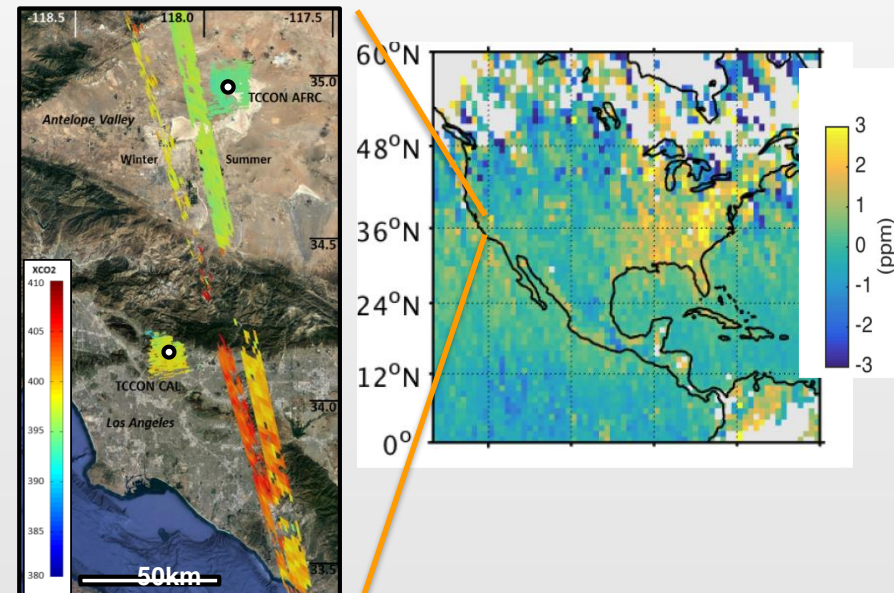 -118.5
118.0
-117.5
35.0
TCCON AFRC
Antelope Valley
Winter
Summer
34.5
XCO2
410
405
400
395
390
385
380
TCCON CAL
Los Angeles
34.0
33.5
50km
60°N
48°N
36°N
24°N
12°N
0°
3
2
1
0
-1
-2
-3
(ppm)